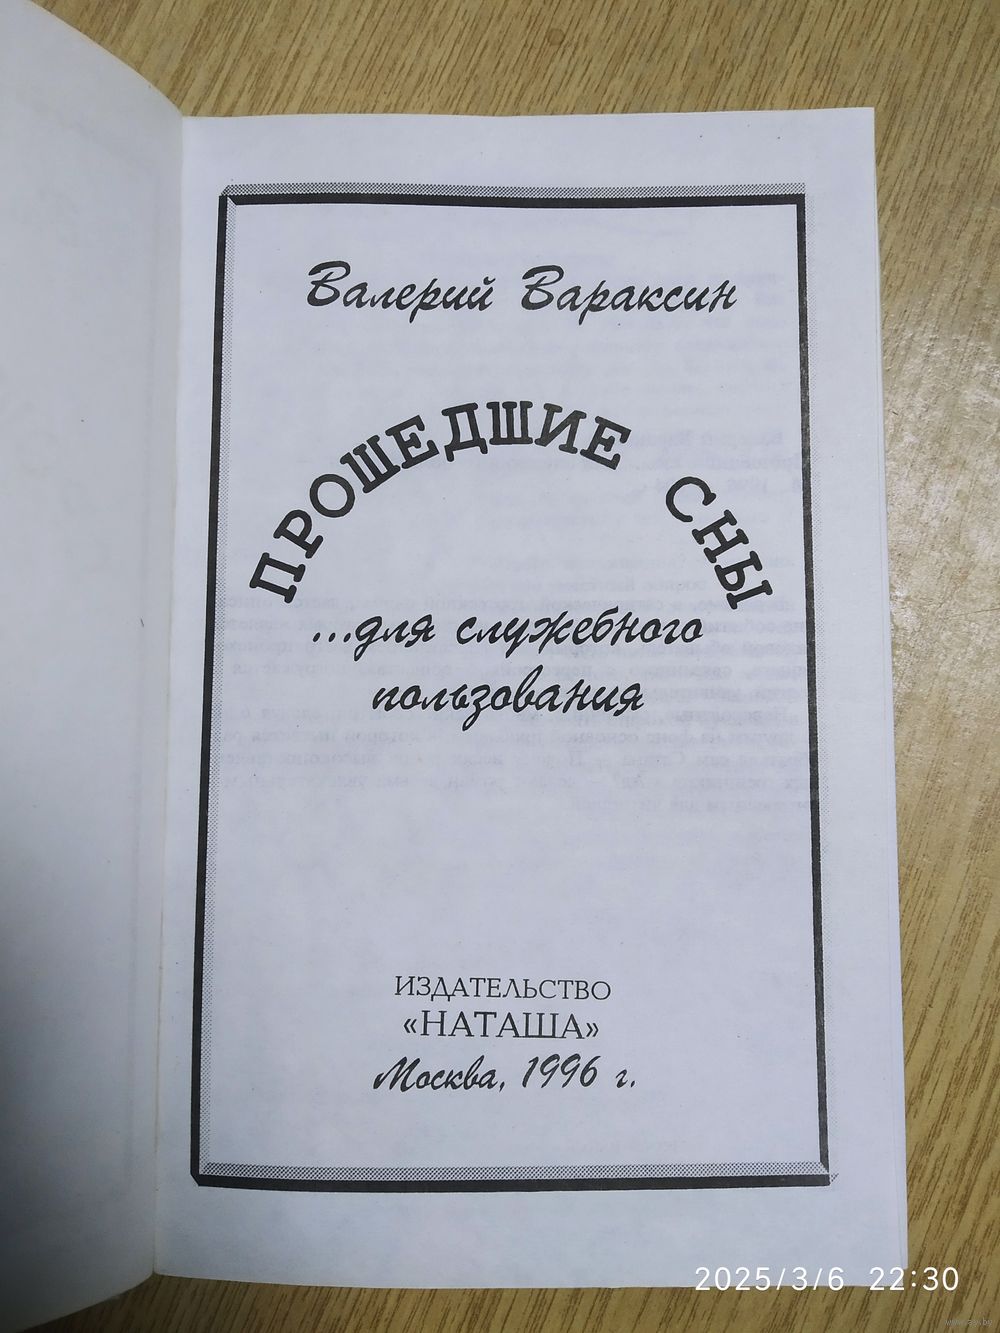 Валерий Вараксин
ПРОШЕДШИЕ СНЫ
...для служебного
пользования
ИЗДАТЕЛЬСТВО
«НАТАША»
Москва, 1996 г.
2025/3/6 22:30